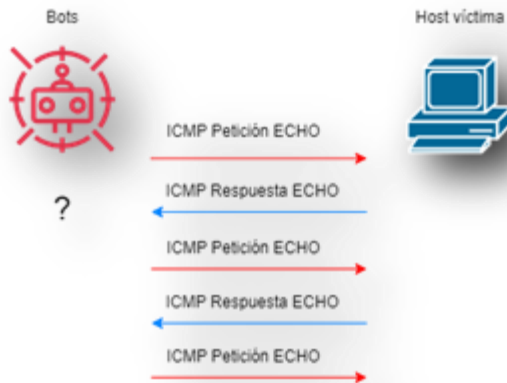 Bots
Host víctima
ICMP Petición ECHO
ICMP Respuesta ECHO
?
ICMP Petición ECHO
ICMP Respuesta ECHO
ICMP Petición ECHO